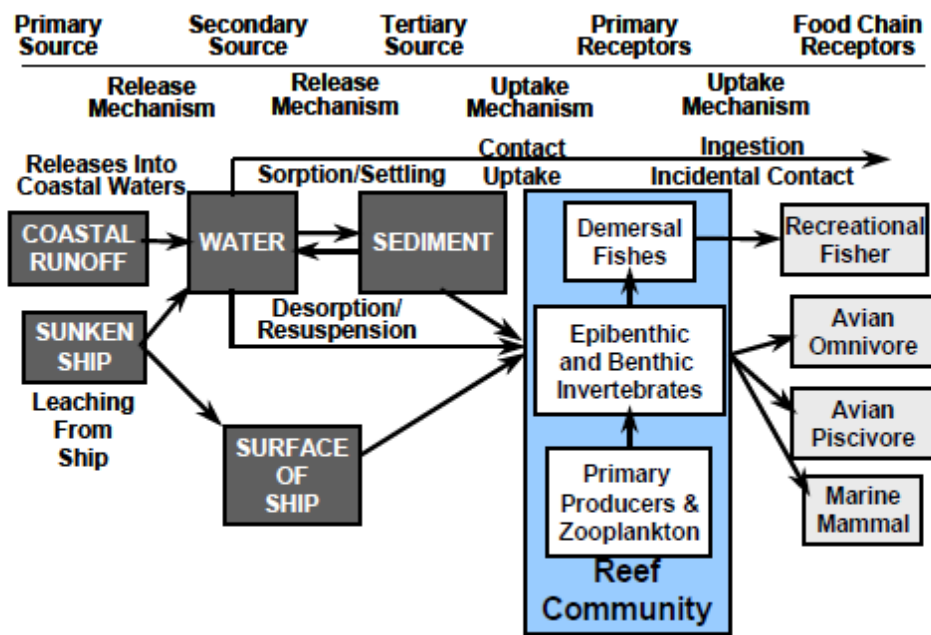 Primary
Source
Secondary
Source
Tertiary
Source
Primary
Receptors
Food Chain
Receptors
Release
Mechanism
Release
Mechanism
Uptake
Mechanism
Uptake
Mechanism
Releases Into
Coastal Waters
Sorption/Settling
Contact
Uptake
Ingestion
Incidental Contact
COASTAL
RUNOFF
WATER
SEDIMENT
Demersal
Fishes
Recreational
Fisher
Desorption/
Resuspension
SUNKEN
SHIP
Epibenthic
and Benthic
Invertebrates
Avian
Omnivore
Leaching
From
Ship
Avian
Piscivore
SURFACE
OF
SHIP
Primary
Producers &
Zooplankton
Marine
Mammal
Reef
Community